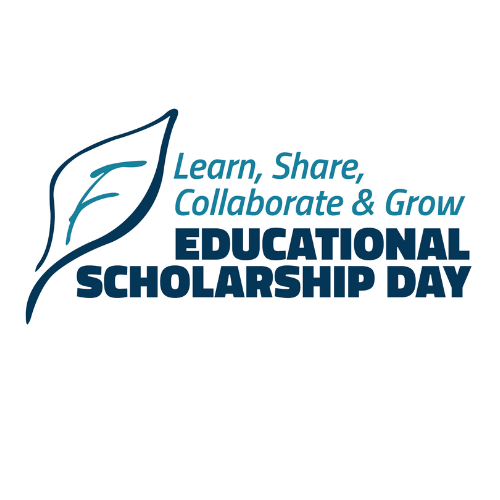 F
Learn, Share,
Collaborate & Grow
EDUCATIONAL
SCHOLARSHIP DAY